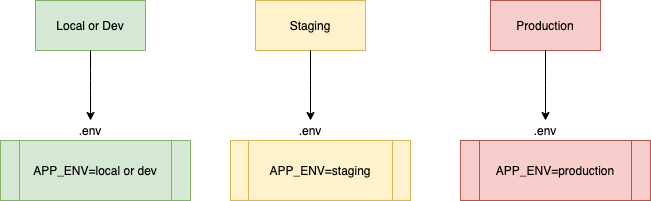 Local or Dev
Staging
Production
.env
.env
.env
APP_ENV=local or dev
APP_ENV=staging
APP_ENV=production